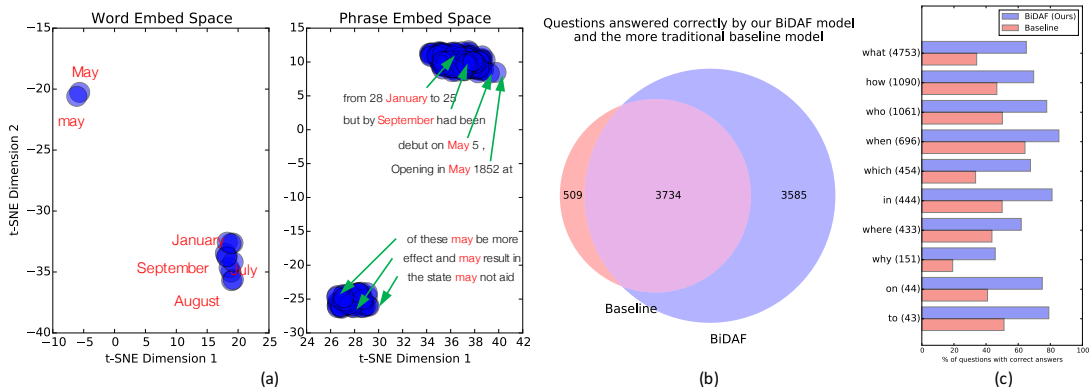 Word Embed Space
t-SNE Dimension 2
−15
−20
−25
−30
−35
−40
−10
−5
0
5
10
15
20
25
t-SNE Dimension 1
May
may
January
September
July
August
Phrase Embed Space
15
10
5
0
−5
−10
−15
−20
−25
−30
24
26
28
30
32
34
36
38
40
42
t-SNE Dimension 1
from 28 January to 25
but by September had been
debut on May 5 ,
Opening in May 1852 at
of these may be more
effect and may result in
the state may not aid
(a)
Questions answered correctly by our BiDAF model
and the more traditional baseline model
509
3734
3585
Baseline
BiDAF
(b)
BiDAF (Ours)
Baseline
what (4753)
how (1090)
who (1061)
when (696)
which (454)
in (444)
where (433)
why (151)
on (44)
to (43)
0
20
40
60
80
100
% of questions with correct answers
(c)